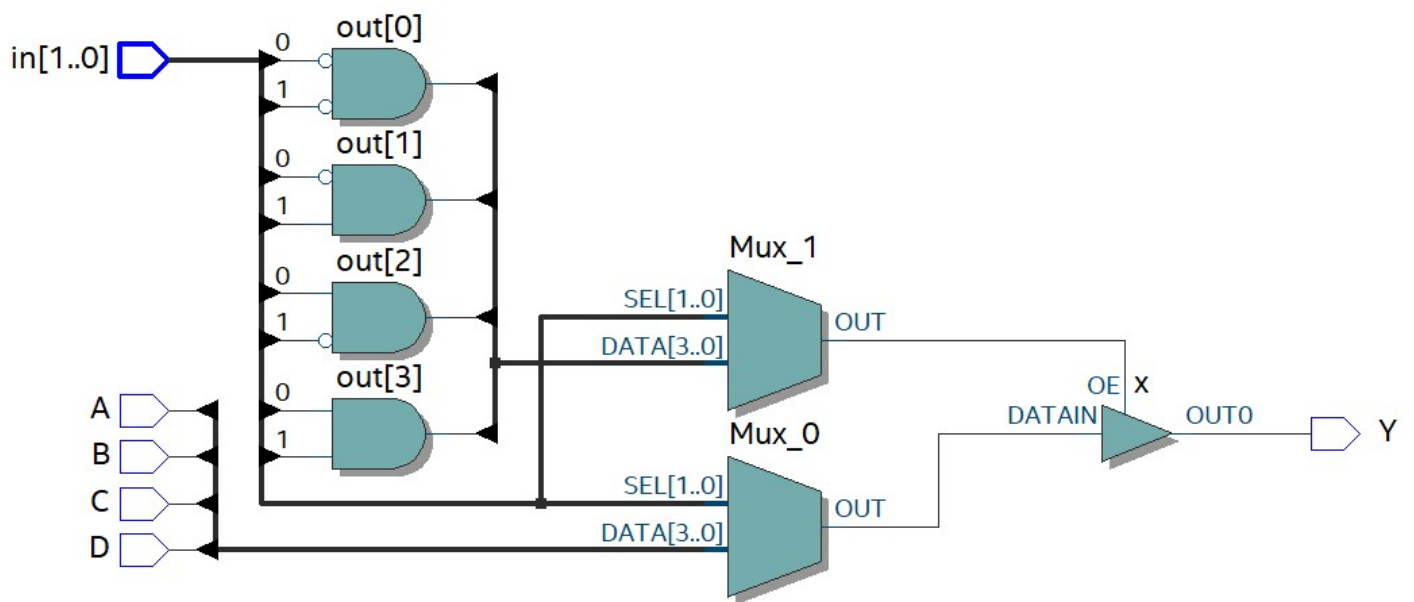 in[1..0]
out[0]
0
1
out[1]
0
1
out[2]
0
1
out[3]
0
1
A
B
C
D
Mux_1
SEL[1..0]
DATA[3..0]
OUT
Mux_0
SEL[1..0]
DATA[3..0]
OUT
OE
x
DATAIN
OUT0
Y